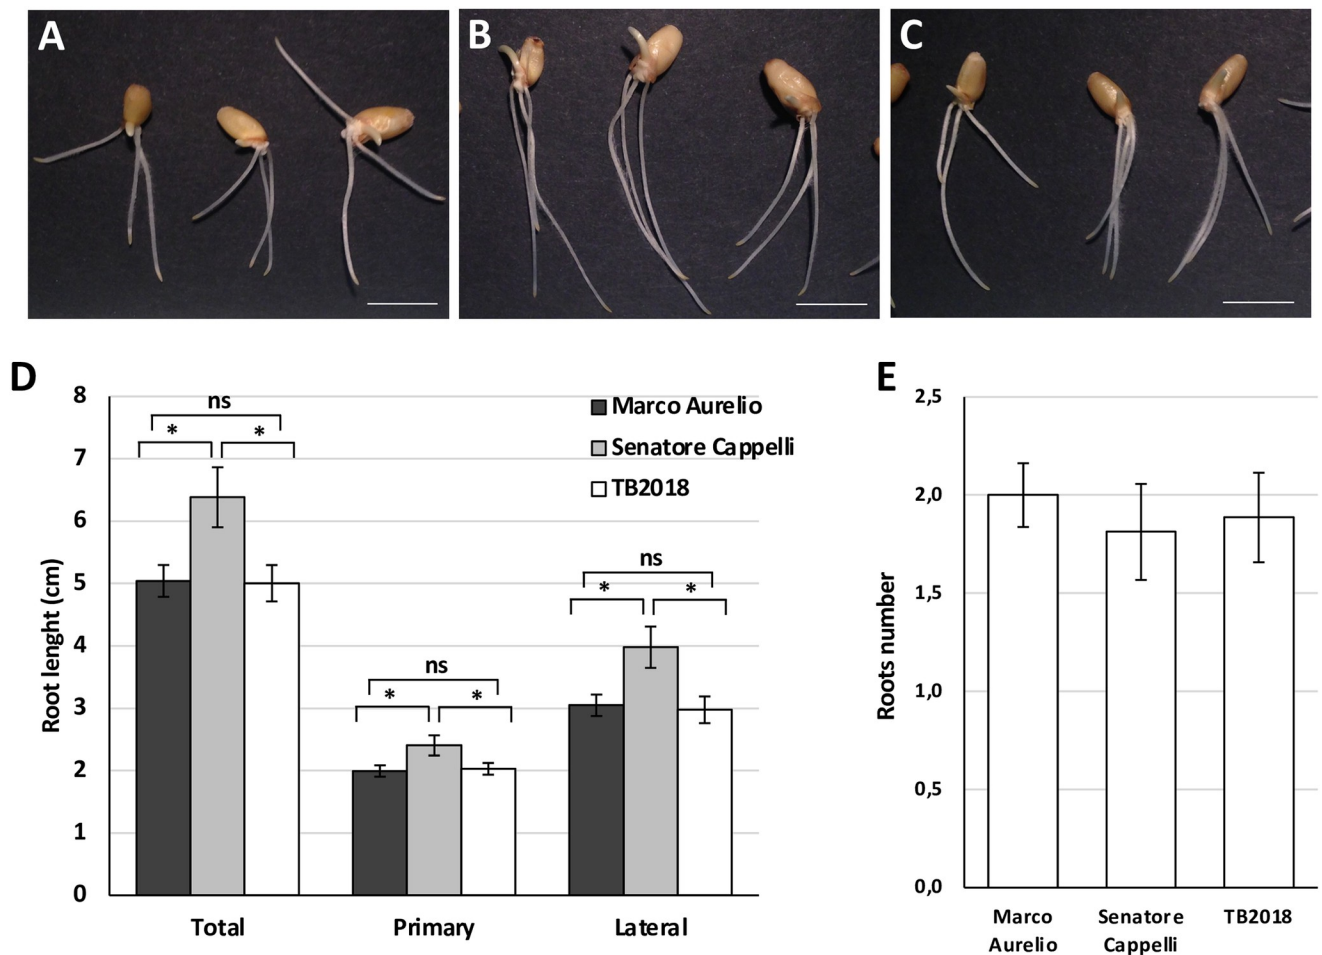 A
B
C
D
8
7
6
5
4
3
2
1
0
Root lenght (cm)
ns
*
*
ns
*
*
ns
*
*
Marco Aurelio
Senatore Cappelli
TB2018
Total
Primary
Lateral
E
2,5
2,0
1,5
1,0
0,5
0,0
Roots number
Marco
Aurelio
Senatore
Cappelli
TB2018